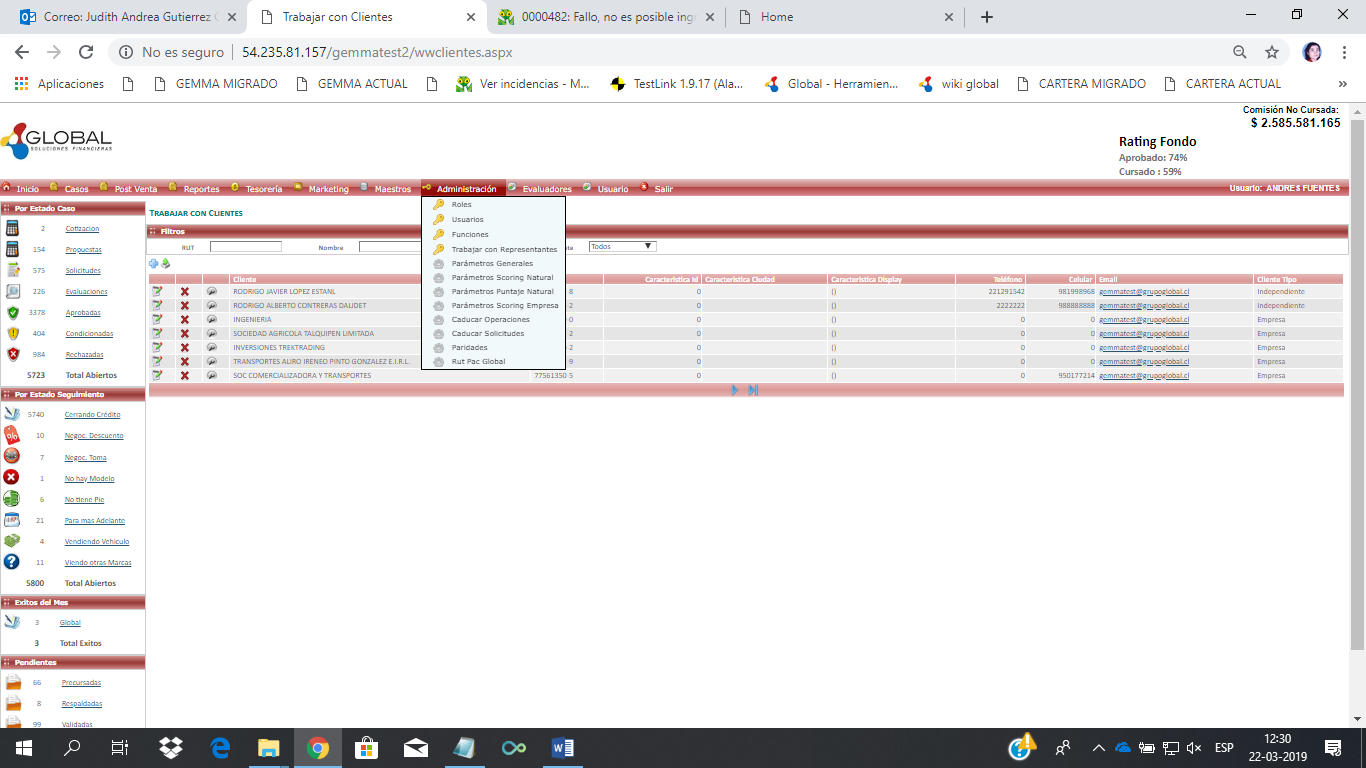 Correo: Judith Andrea Gutierrez
Trabajar con Clientes
0000482: Fallo, no es posible ing
Home
No es seguro
54.235.81.157/gemmatest2/wwclientes.aspx
Aplicaciones
GEMMA MIGRADO
GEMMA ACTUAL
Ver incidencias - M...
TestLink 1.9.17 (Ala...
Global - Herramien...
wiki global
CARTERA MIGRADO
CARTERA ACTUAL
»
GLOBAL
SOLUCIONES FINANCIERAS
Comisión No Cursada:
$ 2.585.581.165
Rating Fondo
Aprobado: 74%
Cursado : 59%
Inicio Casos Post Venta Reportes Tesorería Marketing Maestros Administración Evaluadores Usuario Salir
Usuario: ANDRES FUENTES
Roles
Usuarios
Funciones
Trabajar con Representantes
Parámetros Generales
Parámetros Scoring Natural
Parámetros Puntaje Natural
Parámetros Scoring Empresa
Caducar Operaciones
Caducar Solicitudes
Paridades
Rut Pac Global
Por Estado Caso
2 Cotizacion
154 Propuestas
575 Solicitudes
226 Evaluaciones
3378 Aprobadas
404 Condicionadas
984 Rechazadas
5723 Total Abiertos
Por Estado Seguimiento
5740 Cerrando Crédito
10 Negoc. Descuento
7 Negoc. Toma
1 No hay Modelo
6 No tiene Pie
21 Para mas Adelante
4 Vendiendo Vehiculo
11 Viendo otras Marcas
5800 Total Abiertos
Exitos del Mes
3 Global
3 Total Exitos
Pendientes
66 Precursadas
8 Respaldadas
99 Validadas
TRABAJAR CON CLIENTES
Filtros
RUT Nombre Todos
Cliente Caracteristica Id Caracteristica Ciudad Caracteristica Display Teléfono Celular Email Cliente Tipo
RODRIGO JAVIER LOPEZ ESTANL 8 0 () 221291542 981998968 gemmatest@grupoglobal.cl Independiente
RODRIGO ALBERTO CONTRERAS DAUDET 2 0 () 2222222 988888888 gemmatest@grupoglobal.cl Independiente
INGENIERIA 0 0 () 0 0 gemmatest@grupoglobal.cl Empresa
SOCIEDAD AGRICOLA TALQUIPEN LIMITADA 2 0 () 0 0 gemmatest@grupoglobal.cl Empresa
INVERSIONES TREKTRADING 2 0 () 0 0 gemmatest@grupoglobal.cl Empresa
TRANSPORTES ALIRO IRENEO PINTO GONZALEZ E.I.R.L. 9 0 () 0 0 gemmatest@grupoglobal.cl Empresa
SOC COMERCIALIZADORA Y TRANSPORTES 77561350 5 0 () 0 950177214 gemmatest@grupoglobal.cl Empresa
ESP
12:30
22-03-2019